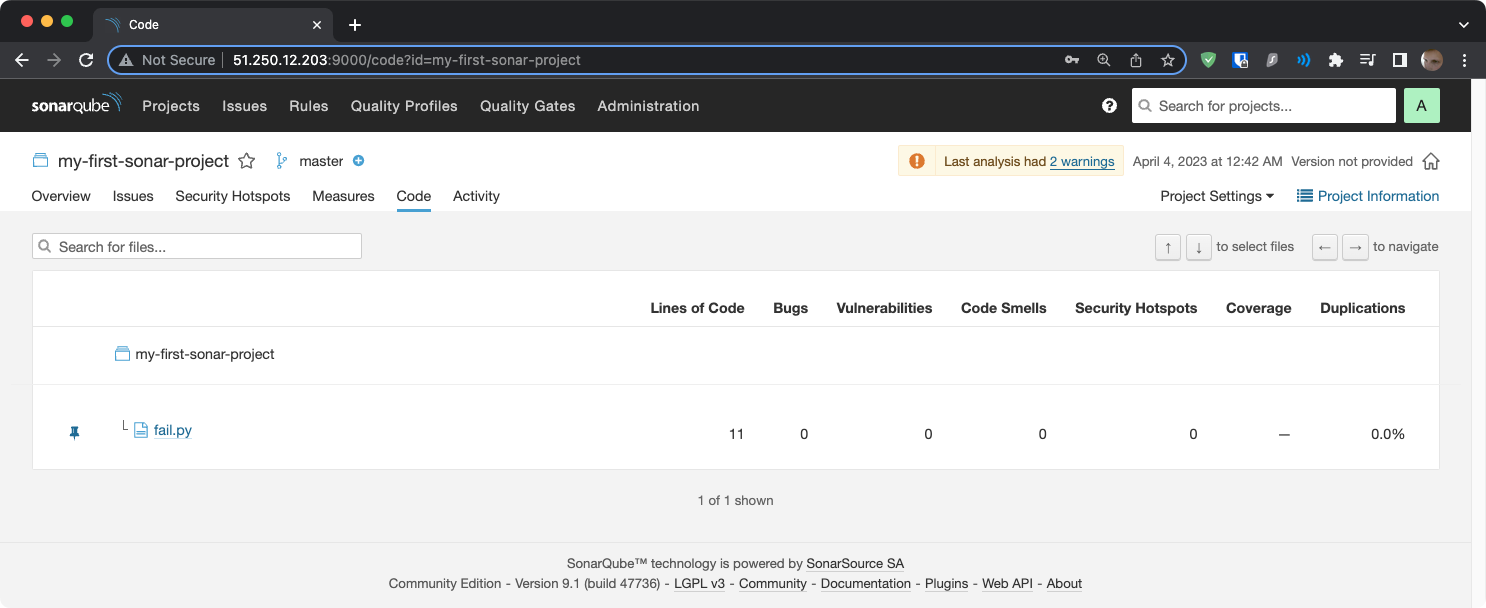 Code
Not Secure 51.250.12.203:9000/code?id=my-first-sonar-project
sonarqube Projects Issues Rules Quality Profiles Quality Gates Administration Search for projects... A
my-first-sonar-project master Last analysis had 2 warnings April 4, 2023 at 12:42 AM Version not provided
Overview Issues Security Hotspots Measures Code Activity Project Settings Project Information
Search for files... ↑ ↓ to select files ← → to navigate
Lines of Code Bugs Vulnerabilities Code Smells Security Hotspots Coverage Duplications
my-first-sonar-project
fail.py 11 0 0 0 0 — 0.0%
1 of 1 shown
SonarQube™ technology is powered by SonarSource SA
Community Edition - Version 9.1 (build 47736) - LGPL v3 - Community - Documentation - Plugins - Web API - About